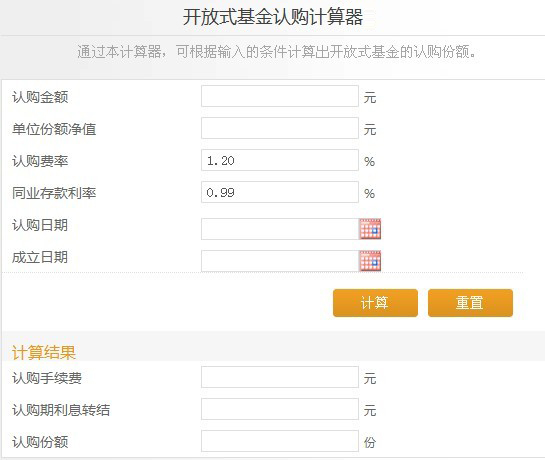 开放式基金认购计算器
通过本计算器，可根据输入的条件计算出开放式基金的认购份额。
认购金额 元
单位份额净值 元
认购费率 1.20 %
同业存款利率 0.99 %
认购日期
成立日期
计算 重置
计算结果
认购手续费 元
认购期利息转结 元
认购份额 份